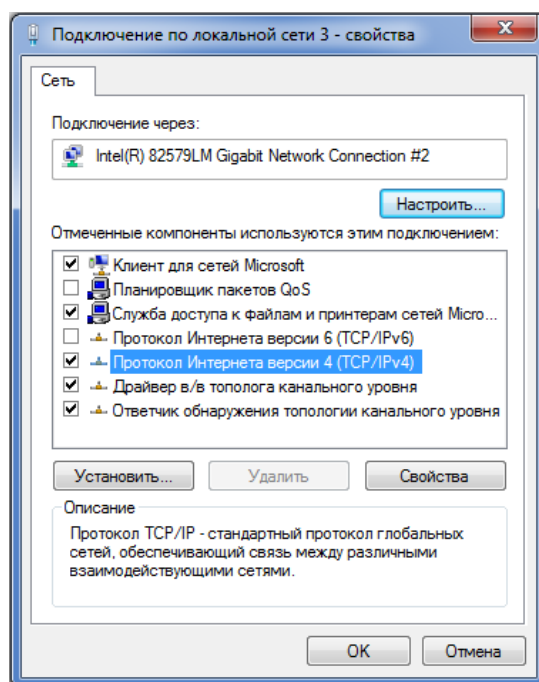 Подключение по локальной сети 3 - свойства
Сеть
Подключение через:
Intel(R) 82579LM Gigabit Network Connection #2
Настроить...
Отмеченные компоненты используются этим подключением:
Клиент для сетей Microsoft
Планировщик пакетов QoS
Служба доступа к файлам и принтерам сетей Micro...
Протокол Интернета версии 6 (TCP/IPv6)
Протокол Интернета версии 4 (TCP/IPv4)
Драйвер в/в тополога канального уровня
Ответчик обнаружения топологии канального уровня
Установить... Удалить Свойства
Описание
Протокол TCP/IP - стандартный протокол глобальных
сетей, обеспечивающий связь между различными
взаимодействующими сетями.
OK Отмена